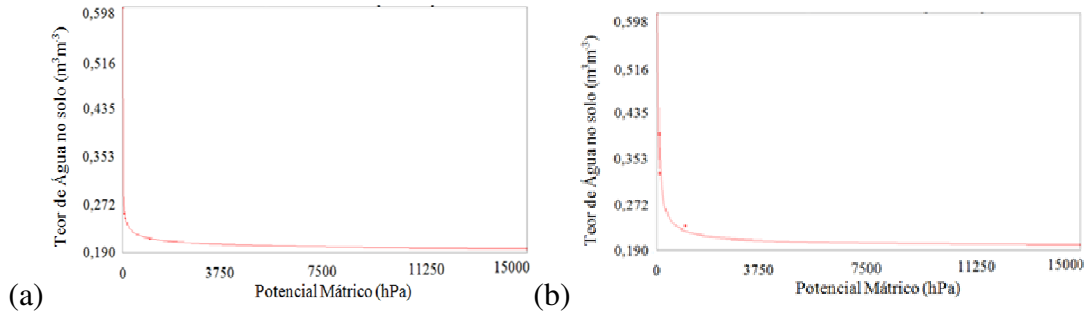 0,598
0,516
0,435
0,353
0,272
0,190
Teor de Água no solo (m³m⁻³)
0 3750 7500 11250 15000
Potencial Mátrico (hPa)
(a)
0,598
0,516
0,435
0,353
0,272
0,190
Teor de Água no solo (m³m⁻³)
0 3750 7500 11250 15000
Potencial Mátrico (hPa)
(b)